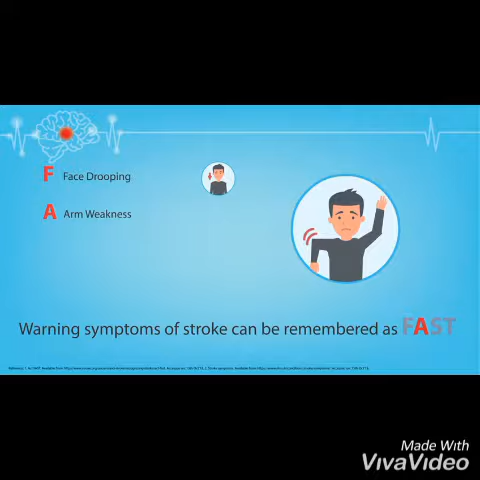 F Face Drooping
A Arm Weakness
Warning symptoms of stroke can be remembered as FAST
Made With
VivaVideo